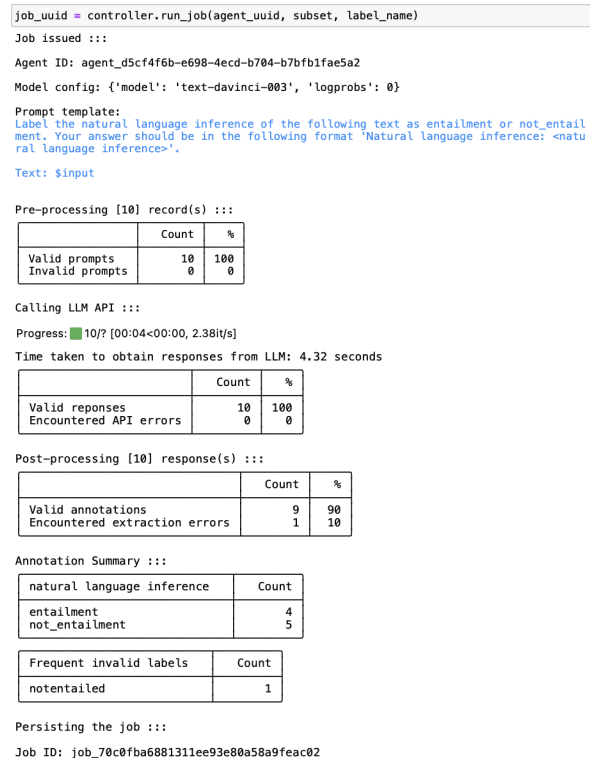 job_uuid = controller.run_job(agent_uuid, subset, label_name)
Job issued :::
Agent ID: agent_d5cf4f6b-e698-4ecd-b704-b7bfb1fae5a2
Model config: {'model': 'text-davinci-003', 'logprobs': 0}
Prompt template:
Label the natural language inference of the following text as entailment or not_entail
ment. Your answer should be in the following format 'Natural language inference: <natu
ral language inference>'.
Text: $input
Pre-processing [10] record(s) :::
Count %
Valid prompts 10 100
Invalid prompts 0 0
Calling LLM API :::
Progress: 10/? [00:04<00:00, 2.38it/s]
Time taken to obtain responses from LLM: 4.32 seconds
Count %
Valid reponses 10 100
Encountered API errors 0 0
Post-processing [10] response(s) :::
Count %
Valid annotations 9 90
Encountered extraction errors 1 10
Annotation Summary :::
natural language inference Count
entailment 4
not_entailment 5
Frequent invalid labels Count
notentailed 1
Persisting the job :::
Job ID: job_70c0fba6881311ee93e80a58a9feac02